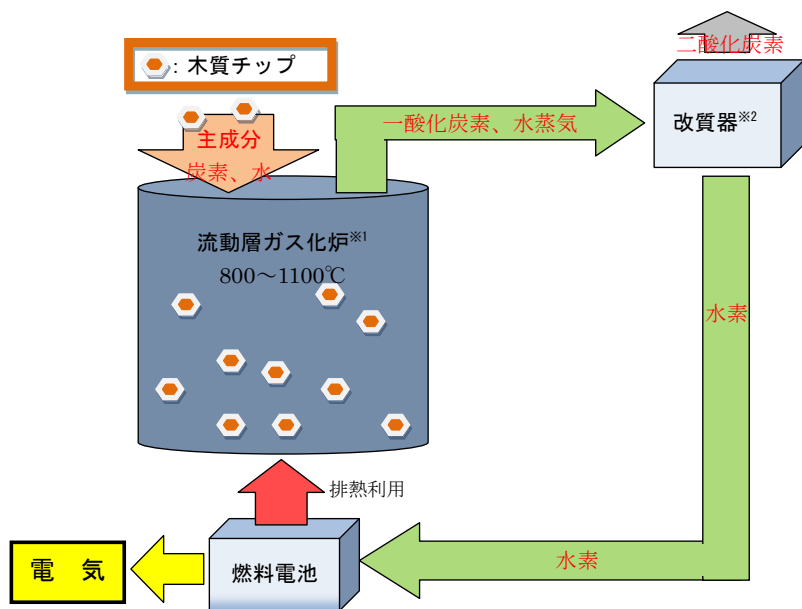 ：木質チップ
主成分
炭素、水
一酸化炭素、水蒸気
二酸化炭素
改質器※2
流動層ガス化炉※1
800～1100℃
水素
排熱利用
水素
燃料電池
電　気